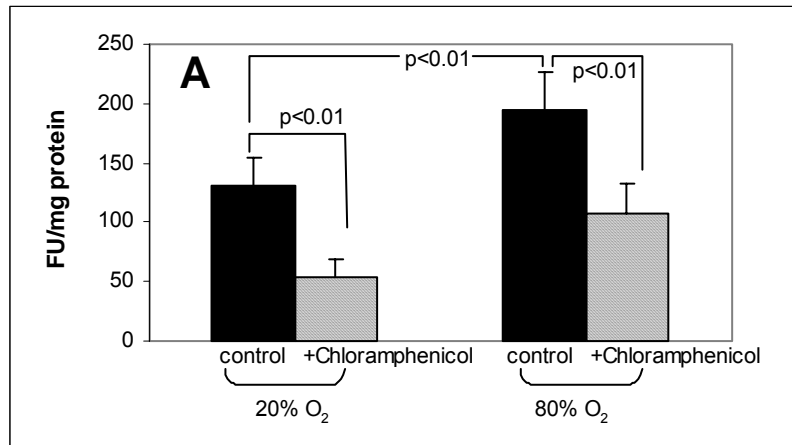 A
250
200
150
100
50
0
FU/mg protein
p<0.01
p<0.01
p<0.01
control +Chloramphenicol control +Chloramphenicol
20% O₂ 80% O₂